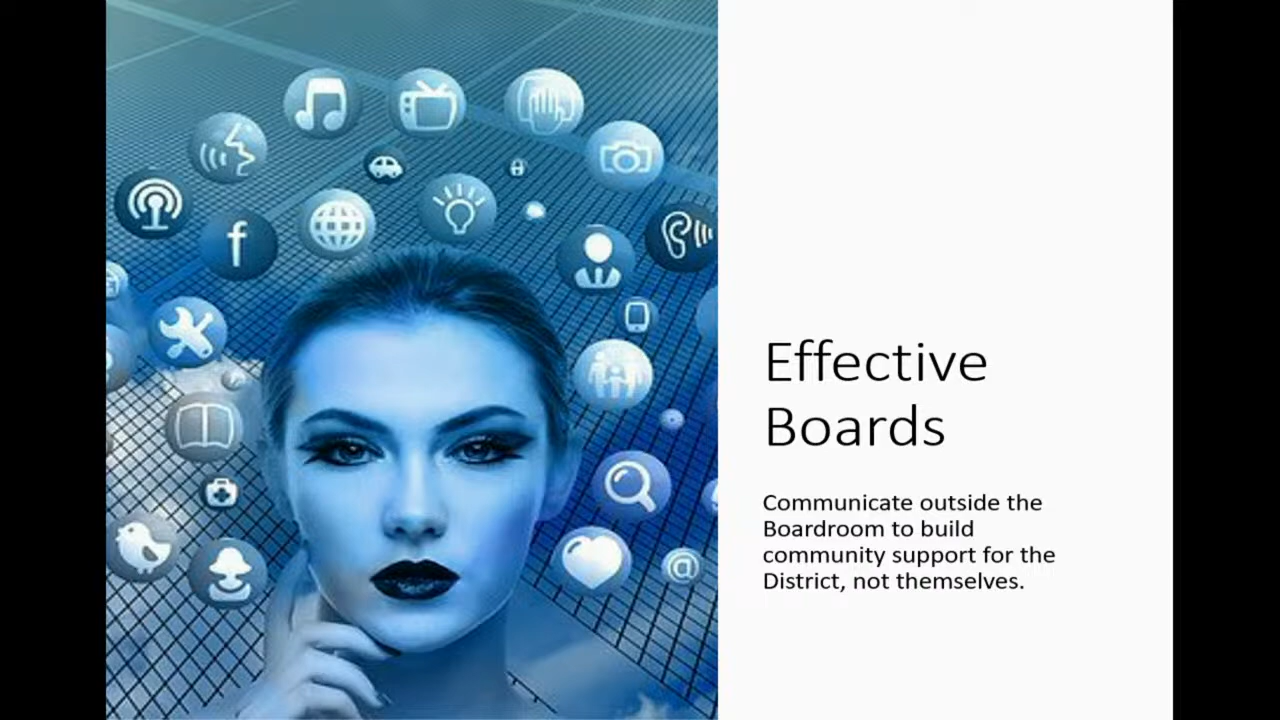 f
@
Effective
Boards
Communicate outside the
Boardroom to build
community support for the
District, not themselves.